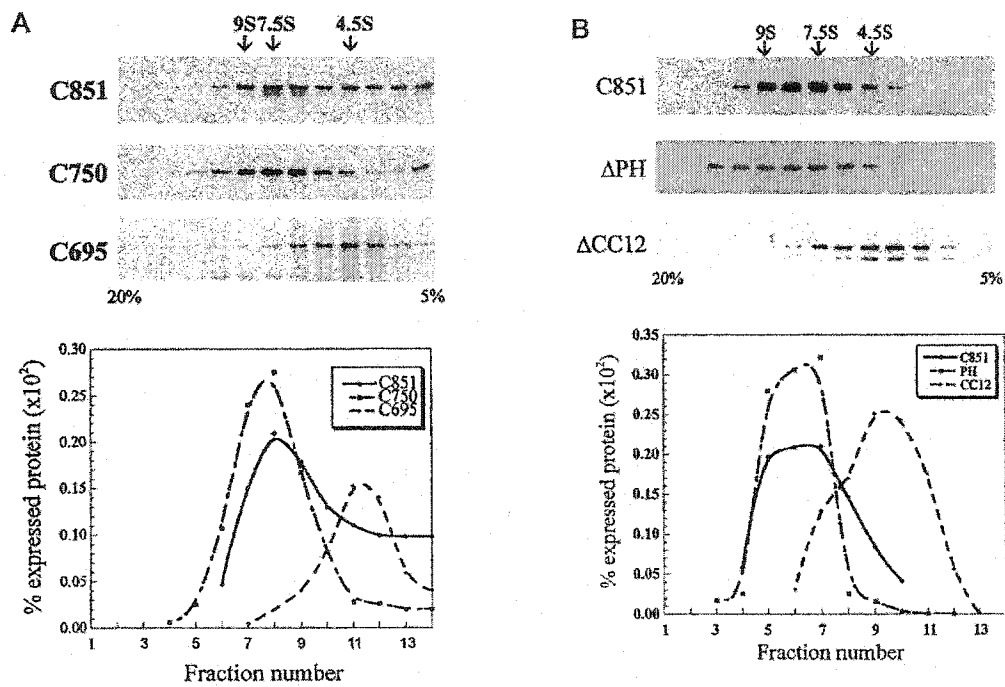 A
9S 7.5S 4.5S
C851
C750
C695
20% 5%
% expressed protein (x10²)
0.30
0.25
0.20
0.15
0.10
0.05
0.00
C851
C750
C695
1 3 5 7 9 11 13
Fraction number
B
9S 7.5S 4.5S
C851
ΔPH
ΔCC12
20% 5%
% expressed protein (x10²)
0.35
0.30
0.25
0.20
0.15
0.10
0.05
0.00
C851
PH
CC12
1 3 5 7 9 11 13
Fraction number